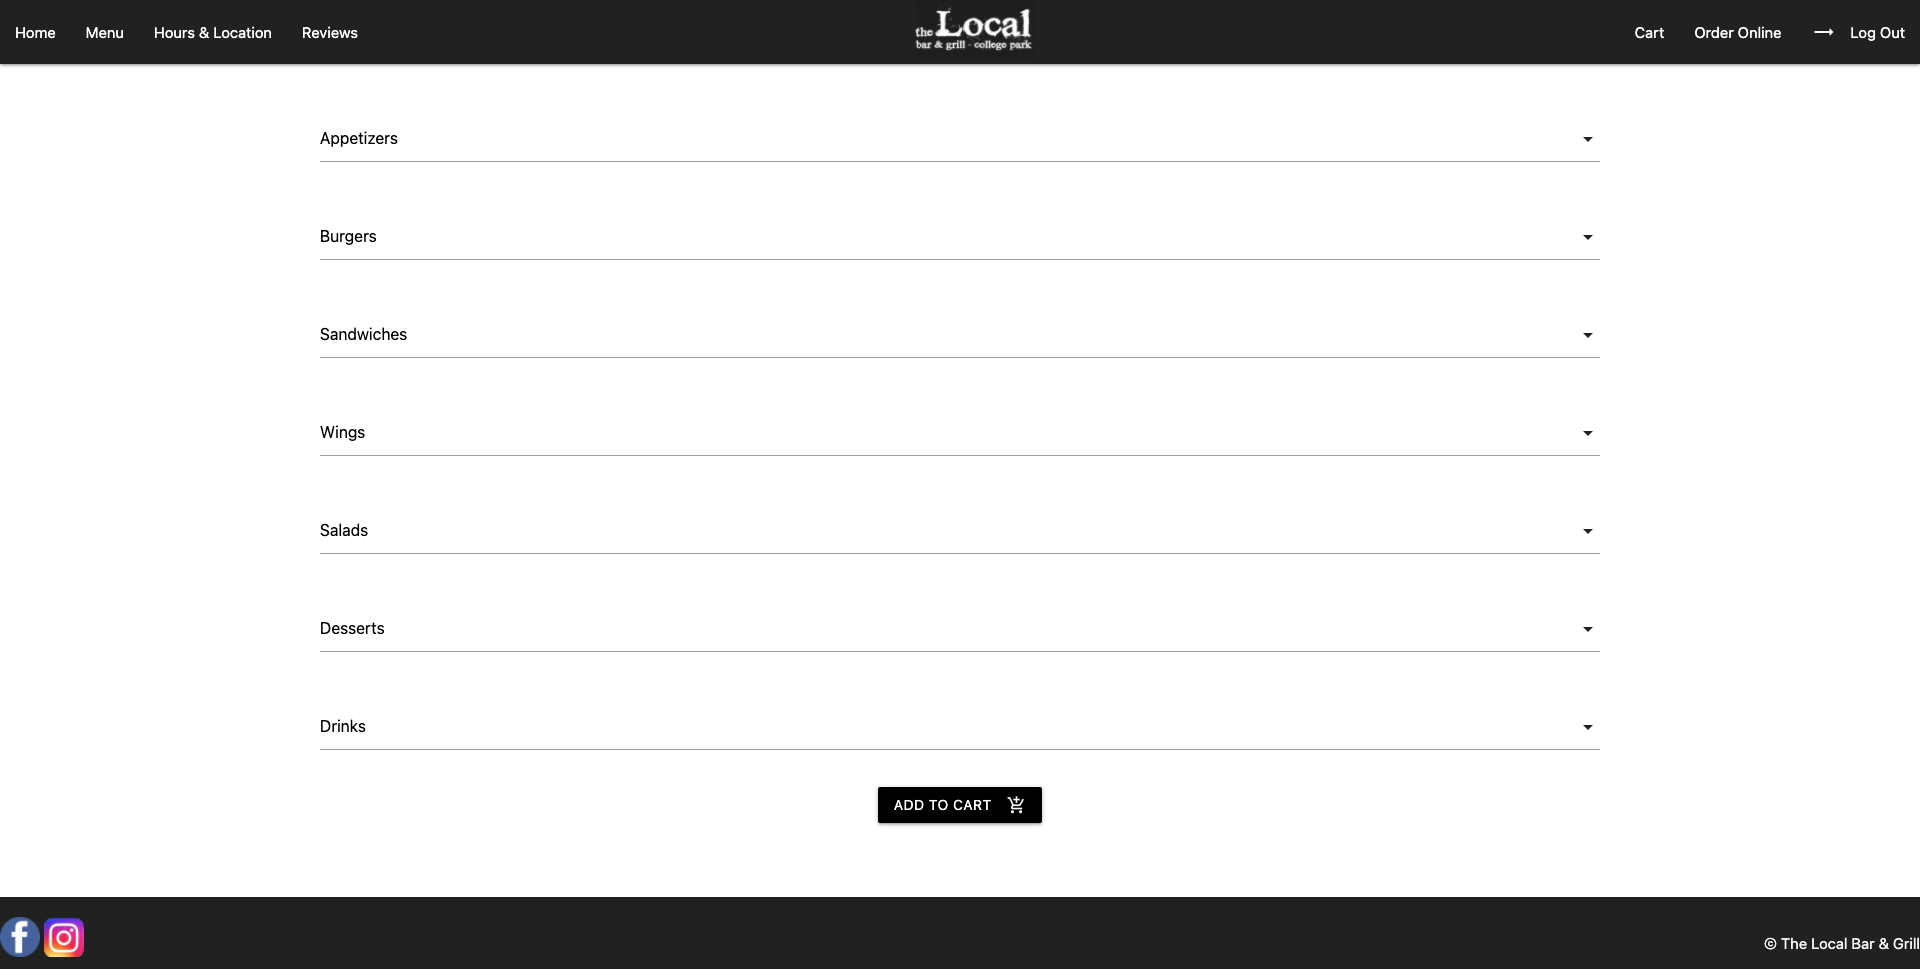 Home Menu Hours & Location Reviews
the Local
bar & grill - college park
Cart Order Online → Log Out
Appetizers
Burgers
Sandwiches
Wings
Salads
Desserts
Drinks
ADD TO CART
© The Local Bar & Grill